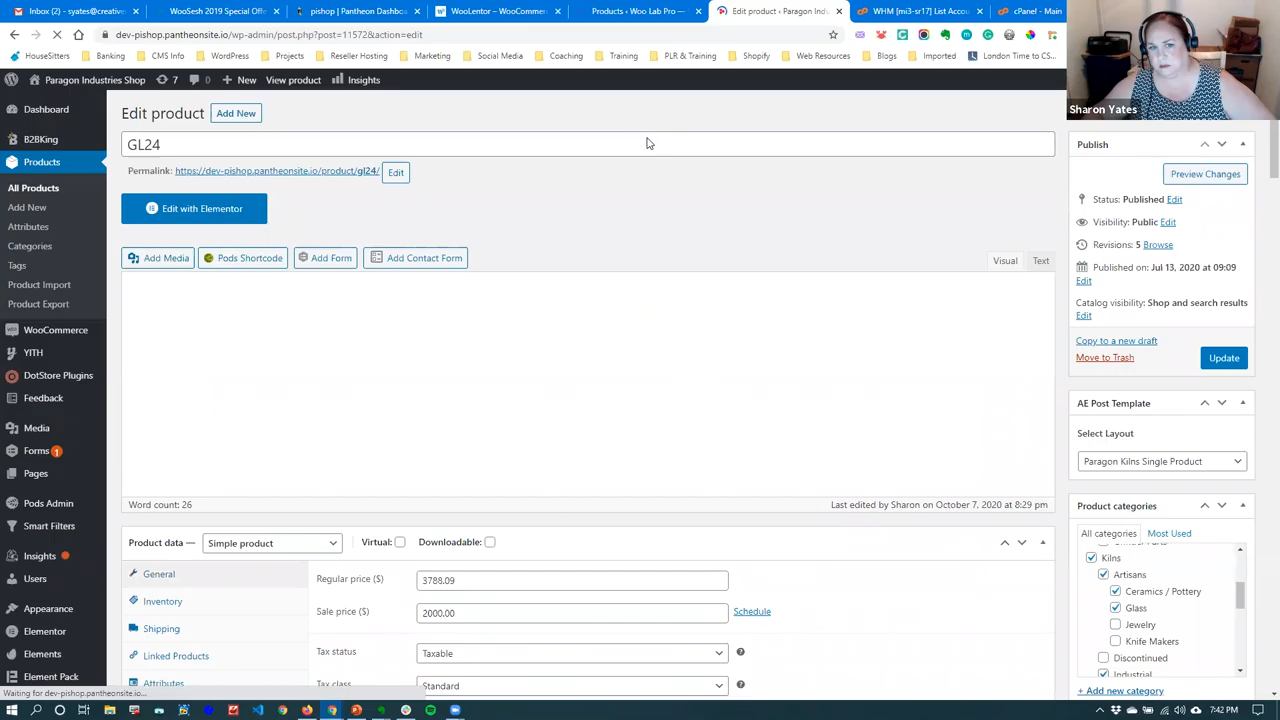 Inbox (31) - syates@creative
WooSesh 2019 Special Off
pishop | Pantheon Dashboa
WooLentor – WooCommerc
Products ‹ Woo Lab Pro —
Edit product ‹ Paragon Indu
WHM [mi3-sr17] List Accou
cPanel - Main
dev-pishop.pantheonsite.io/wp-admin/post.php?post=11572&action=edit
HouseSitters
Banking
CMS Info
WordPress
Projects
Reseller Hosting
Marketing
Social Media
Coaching
Training
PLR & Training
Shopify
Web Resources
Blogs
Imported
London Time to CS...
Paragon Industries Shop
7
0
New
View product
Insights
Sharon Yates
Dashboard
B2BKing
Products
All Products
Add New
Attributes
Categories
Tags
Product Import
Product Export
WooCommerce
YITH
DotStore Plugins
Feedback
Media
Forms 1
Pages
Pods Admin
Smart Filters
Insights
Users
Appearance
Elementor
Elements
Element Pack
Edit product
Add New
GL24
Permalink: https://dev-pishop.pantheonsite.io/product/gl24/ Edit
Edit with Elementor
Add Media
Pods Shortcode
Add Form
Add Contact Form
Visual
Text
Word count: 26
Last edited by Sharon on October 7, 2020 at 8:29 pm
Product data —
Simple product
Virtual:
Downloadable:
General
Inventory
Shipping
Linked Products
Attributes
Regular price ($)
3788.09
Sale price ($)
2000.00
Schedule
Tax status
Taxable
Tax class
Standard
Publish
Preview Changes
Status: Published Edit
Visibility: Public Edit
Revisions: 5 Browse
Published on: Jul 13, 2020 at 09:09
Edit
Catalog visibility: Shop and search results
Edit
Copy to a new draft
Move to Trash
Update
AE Post Template
Select Layout
Paragon Kilns Single Product
Product categories
All categories
Most Used
Kilns
Artisans
Ceramics / Pottery
Glass
Jewelry
Knife Makers
Discontinued
Industrial
+ Add new category
Waiting for dev-pishop.pantheonsite.io...
7:42 PM